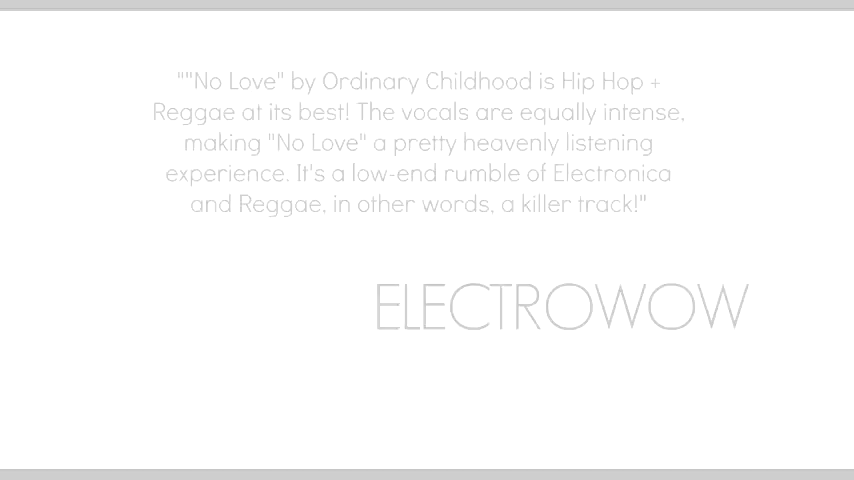 ""No Love" by Ordinary Childhood is Hip Hop +
Reggae at its best! The vocals are equally intense,
making "No Love" a pretty heavenly listening
experience. It's a low-end rumble of Electronica
and Reggae, in other words, a killer track!"
ELECTROWOW